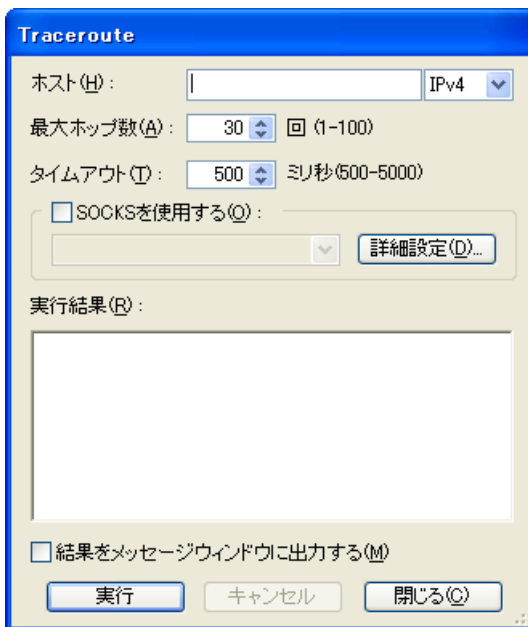 Traceroute
ホスト(H): IPv4
最大ホップ数(A): 30 回 (1-100)
タイムアウト(T): 500 ミリ秒(500-5000)
SOCKSを使用する(O):
詳細設定(D)...
実行結果(R):
結果をメッセージウィンドウに出力する(M)
実行 キャンセル 閉じる(C)